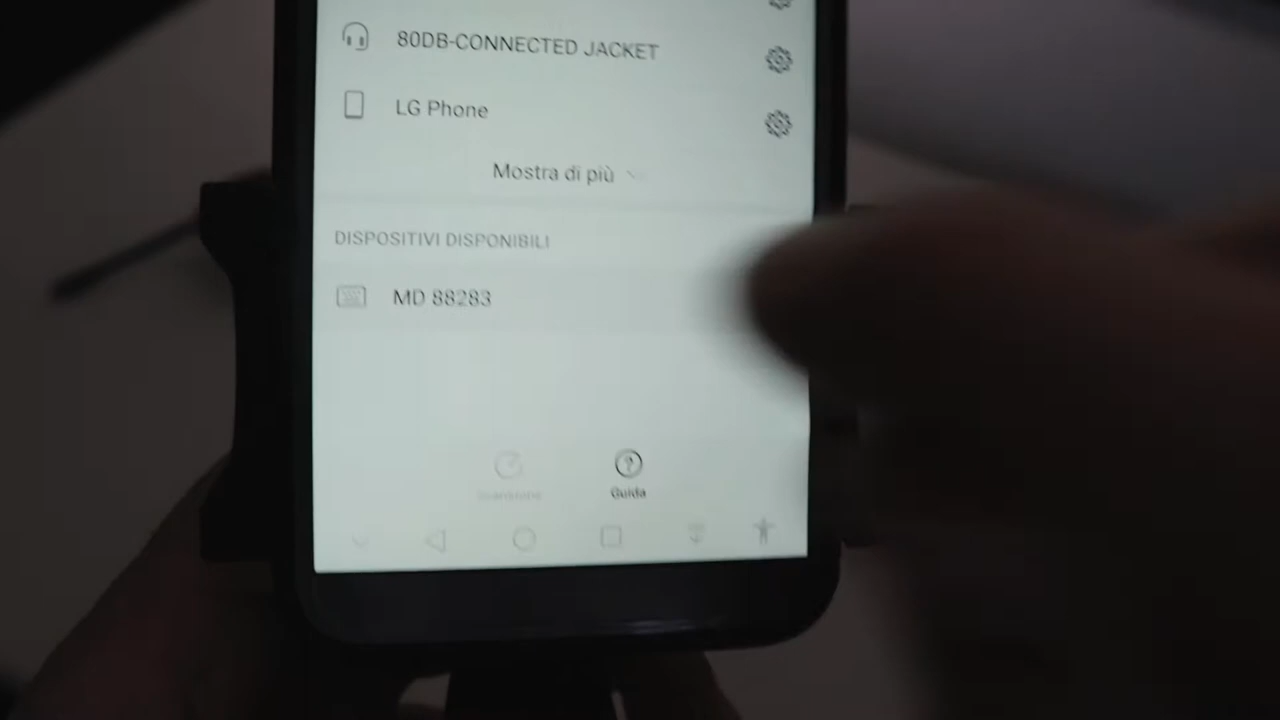 80DB-CONNECTED JACKET
LG Phone
Mostra di più
DISPOSITIVI DISPONIBILI
MD 88283
Guida